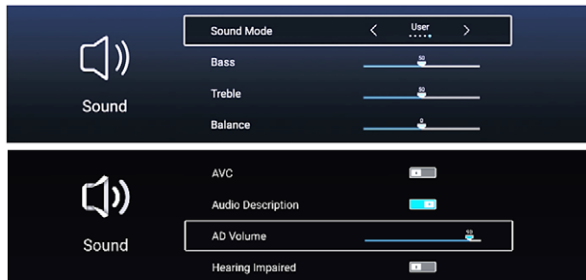 Sound Mode
User
Bass
50
Treble
50
Sound
Balance
0
AVC
Audio Description
AD Volume
Sound
Hearing Impaired